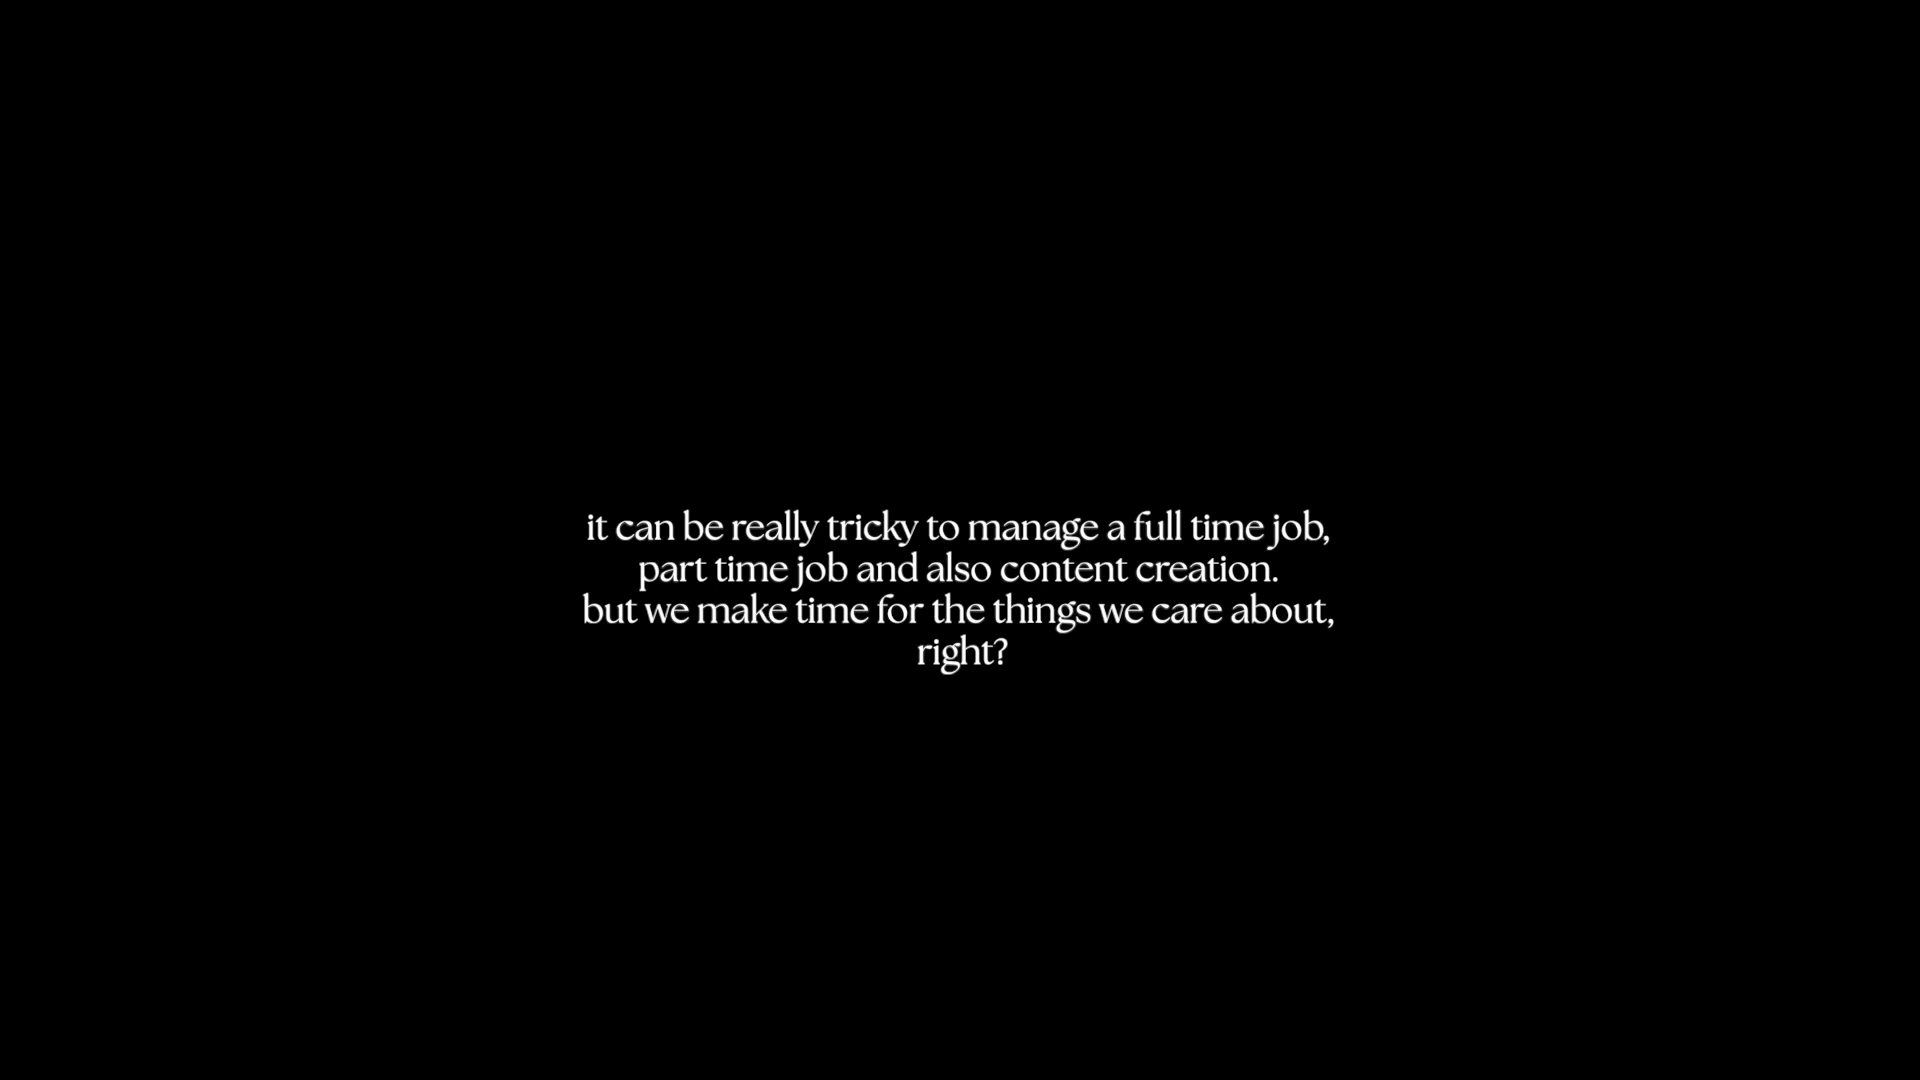 it can be really tricky to manage a full time job,
part time job and also content creation.
but we make time for the things we care about,
right?